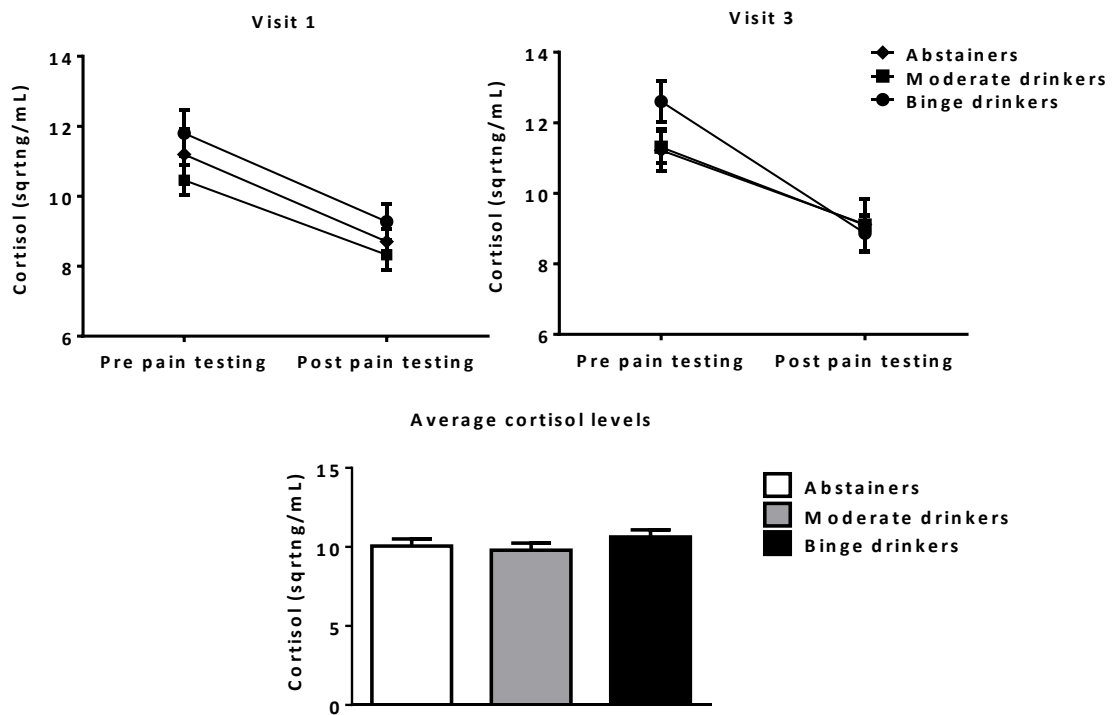 Visit 1
Visit 3
14
12
10
8
6
Cortisol (sqrtng/mL)
Pre pain testing
Post pain testing
14
12
10
8
6
Cortisol (sqrtng/mL)
Pre pain testing
Post pain testing
Abstainers
Moderate drinkers
Binge drinkers
Average cortisol levels
15
10
5
0
Cortisol (sqrtng/mL)
Abstainers
Moderate drinkers
Binge drinkers